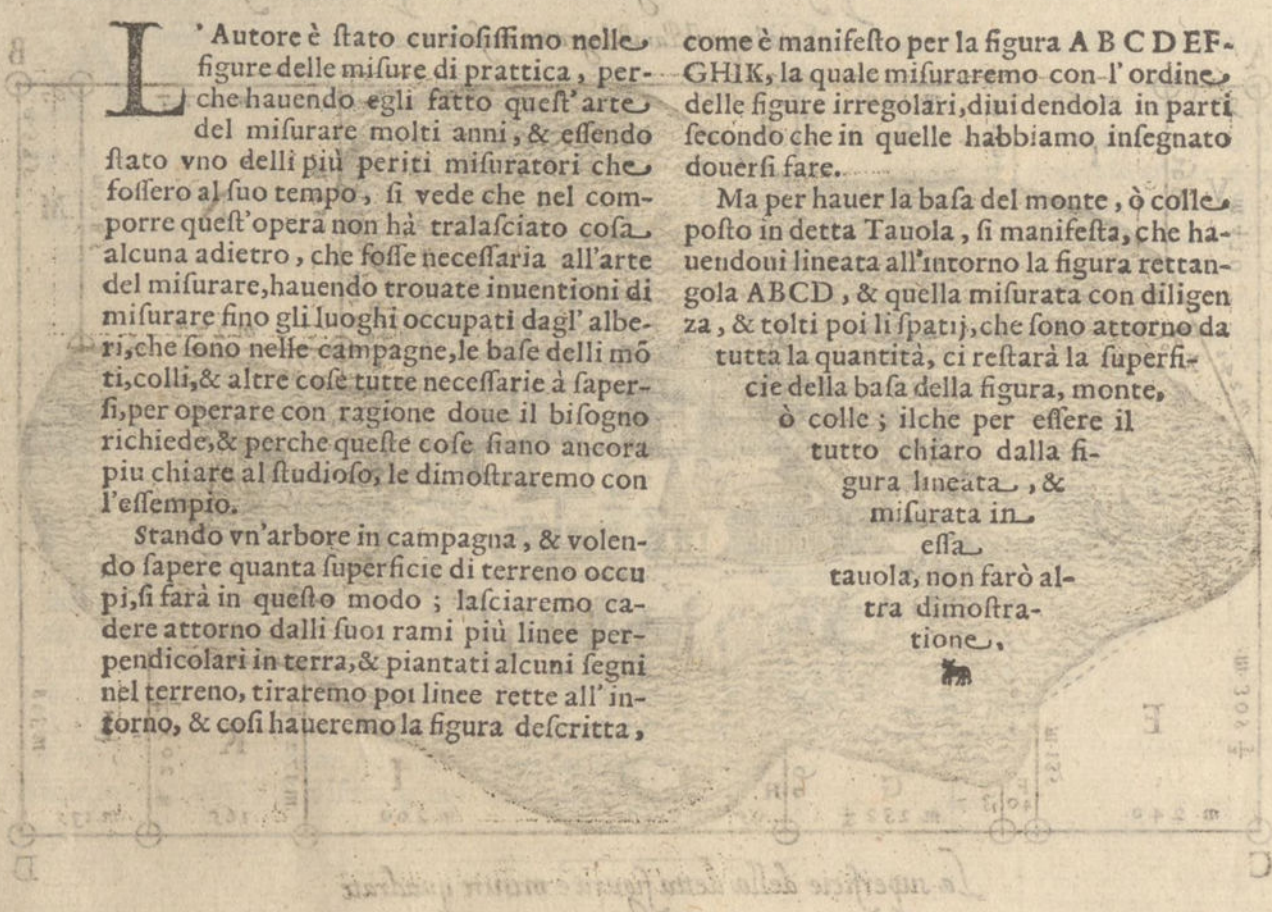 L'Autore è ſtato curioſiſſimo nelle
figure delle miſure di prattica, per-
che hauendo egli fatto queſt'arte
del miſurare molti anni, & eſſendo
ſtato vno delli più periti miſuratori che
foſſero al ſuo tempo, ſi vede che nel com-
porre queſt'opera non hà tralaſciato coſa
alcuna adietro, che foſſe neceſſaria all'arte
del miſurare,hauendo trouate inuentioni di
miſurare fino gli luoghi occupati dagl' albe-
ri,che ſono nelle campagne,le baſe delli mõ
ti,colli,& altre coſe tutte neceſſarie à ſaper-
ſi,per operare con ragione doue il biſogno
richiede,& perche queſte coſe ſiano ancora
piu chiare al ſtudioſo, le dimoſtraremo con
l'eſſempio.
Stando vn'arbore in campagna, & volen-
do ſapere quanta ſuperficie di terreno occu
pi,ſi farà in queſto modo ; laſciaremo ca-
dere attorno dalli ſuoi rami più linee per-
pendicolari in terra,& piantati alcuni ſegni
nel terreno, tiraremo poi linee rette all' in-
torno, & coſi haueremo la figura deſcritta,
come è manifeſto per la figura A B C D EF-
GHIK, la quale miſuraremo con l' ordine
delle figure irregolari,diuidendola in parti
ſecondo che in quelle habbiamo inſegnato
douerſi fare.
Ma per hauer la baſa del monte, ò colle
poſto in detta Tauola, ſi manifeſta, che ha-
uendoui lineata all'intorno la figura rettan-
gola ABCD, & quella miſurata con diligen
za, & tolti poi li ſpatij,che ſono attorno da
tutta la quantità, ci reſtarà la ſuperfi-
cie della baſa della figura, monte,
ò colle ; ilche per eſſere il
tutto chiaro dalla fi-
gura lineata, &
miſurata in
eſſa
tauola, non farò al-
tra dimoſtra-
tione.